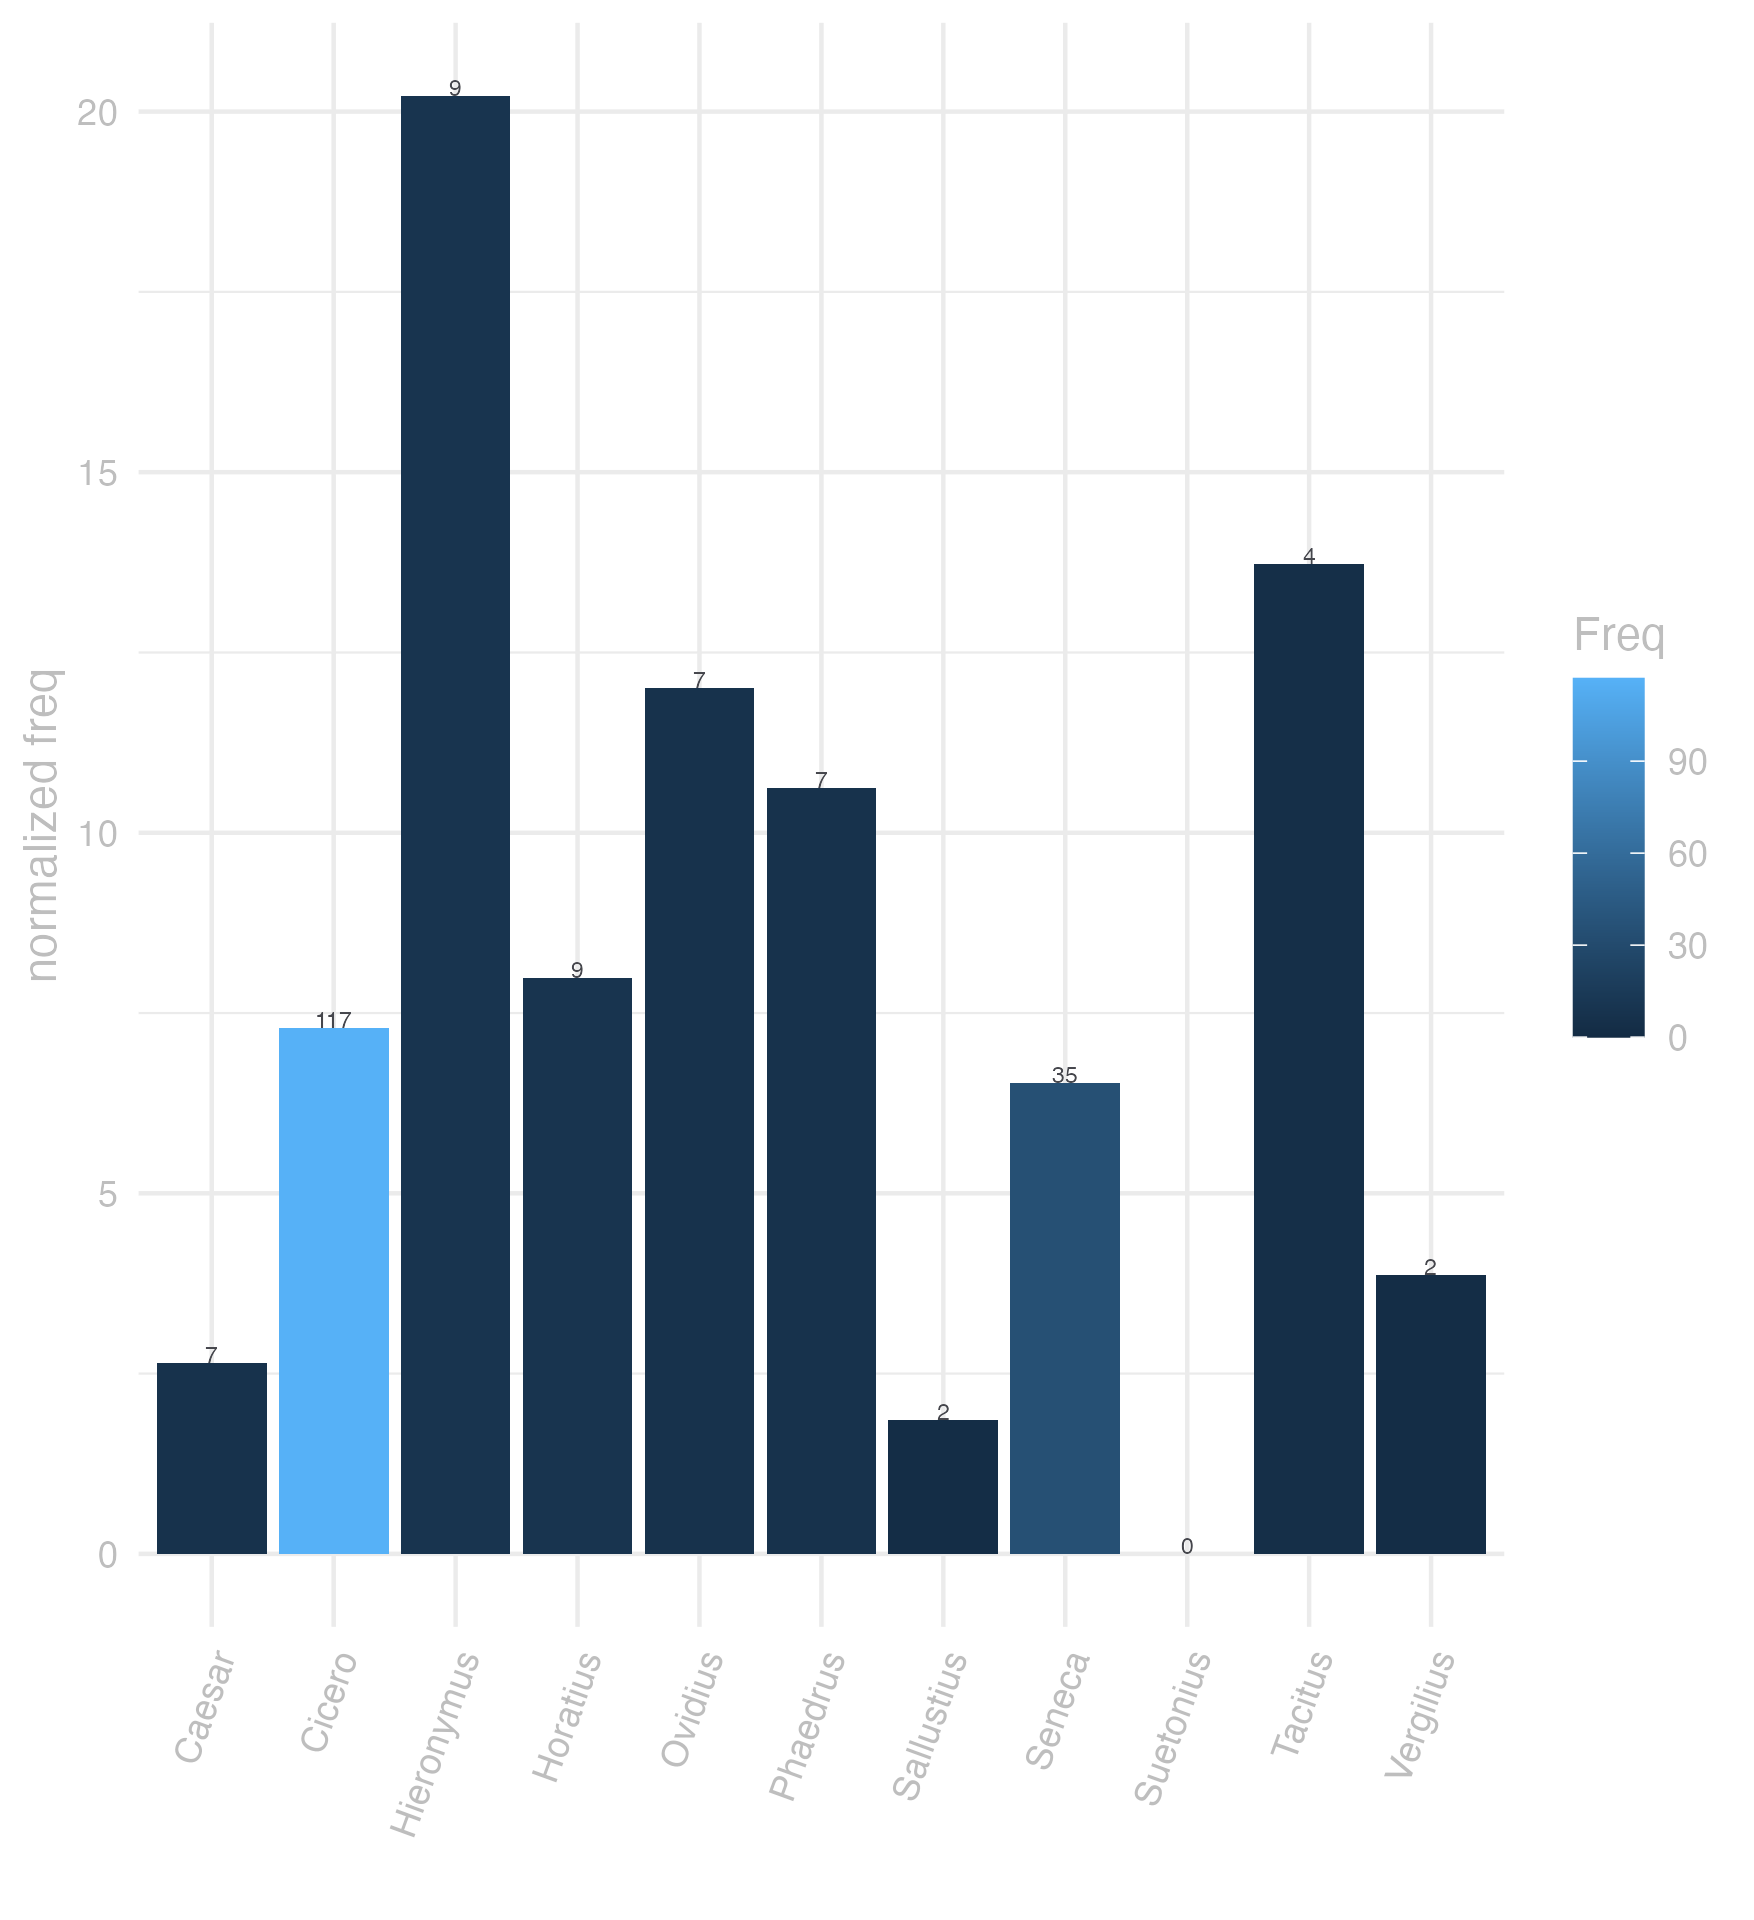 9
20
15
4
7
7
10
9
117
35
5
2
7
2
0
0
normalized freq
Freq
90
60
30
0
Caesar
Cicero
Hieronymus
Horatius
Ovidius
Phaedrus
Sallustius
Seneca
Suetonius
Tacitus
Vergilius